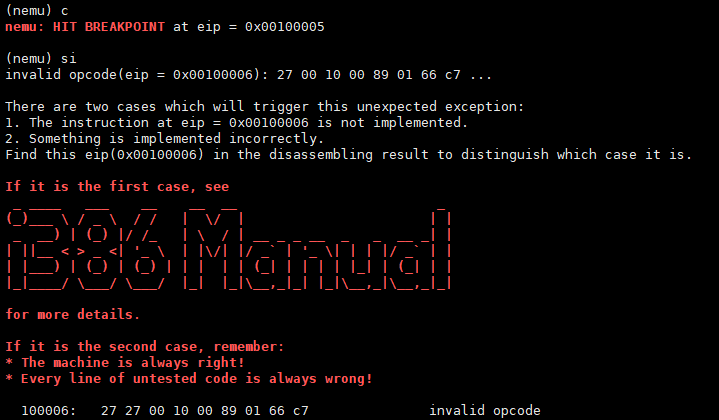 (nemu) c
nemu: HIT BREAKPOINT at eip = 0x00100005
(nemu) si
invalid opcode(eip = 0x00100006): 27 00 10 00 89 01 66 c7 ...
There are two cases which will trigger this unexpected exception:
1. The instruction at eip = 0x00100006 is not implemented.
2. Something is implemented incorrectly.
Find this eip(0x00100006) in the disassembling result to distinguish which case it is.
If it is the first case, see
i386 Manual
for more details.
If it is the second case, remember:
* The machine is always right!
* Every line of untested code is always wrong!
100006: 27 27 00 10 00 89 01 66 c7 invalid opcode